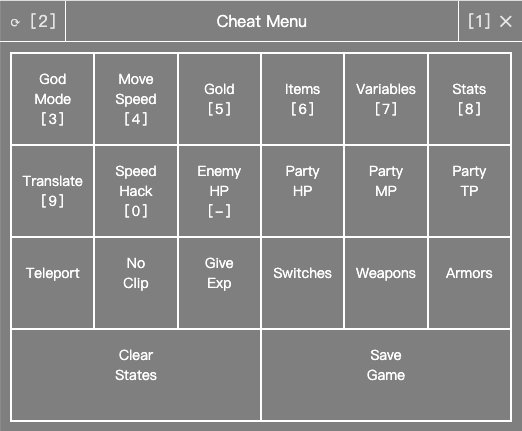 ⟳ [2]
Cheat Menu
[1] ×
God
Mode
[3]
Move
Speed
[4]
Gold
[5]
Items
[6]
Variables
[7]
Stats
[8]
Translate
[9]
Speed
Hack
[0]
Enemy
HP
[-]
Party
HP
Party
MP
Party
TP
Teleport
No
Clip
Give
Exp
Switches
Weapons
Armors
Clear
States
Save
Game